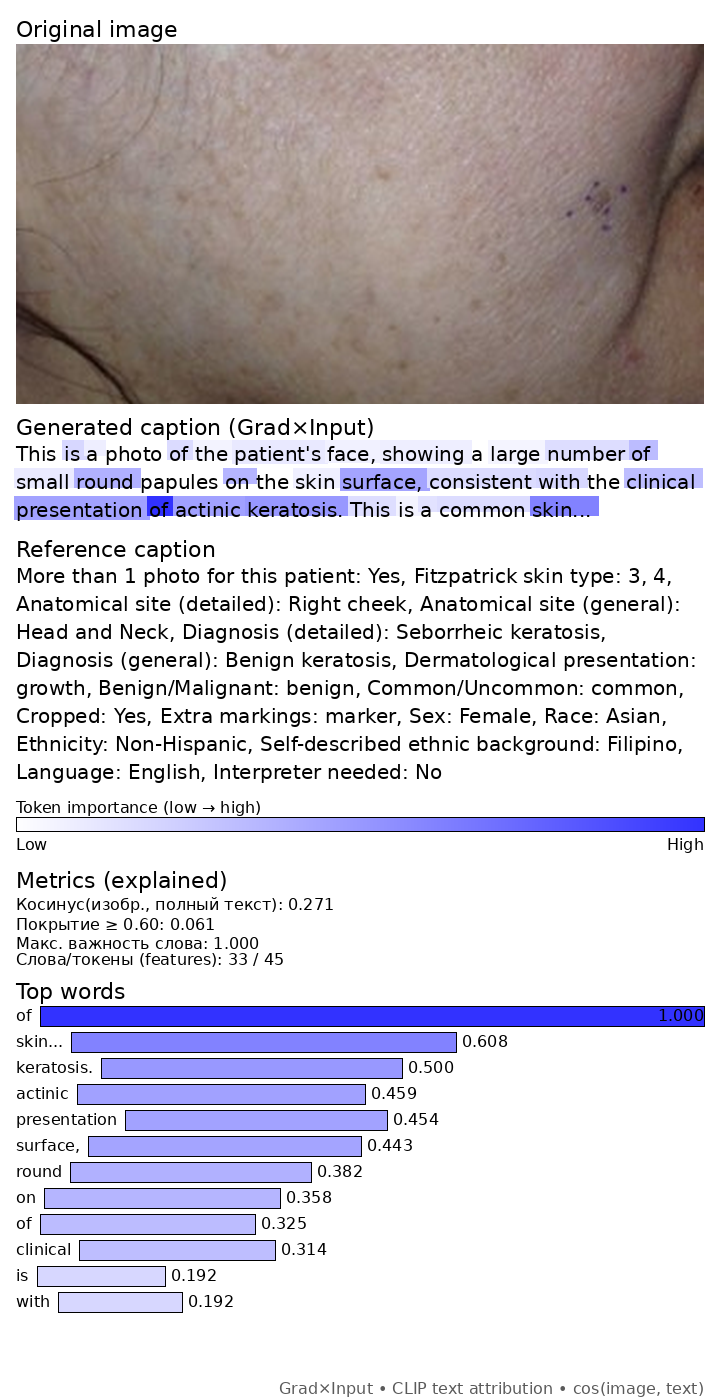 Original image
Generated caption (Grad×Input)
This is a photo of the patient's face, showing a large number of
small round papules on the skin surface, consistent with the clinical
presentation of actinic keratosis. This is a common skin...
Reference caption
More than 1 photo for this patient: Yes, Fitzpatrick skin type: 3, 4,
Anatomical site (detailed): Right cheek, Anatomical site (general):
Head and Neck, Diagnosis (detailed): Seborrheic keratosis,
Diagnosis (general): Benign keratosis, Dermatological presentation:
growth, Benign/Malignant: benign, Common/Uncommon: common,
Cropped: Yes, Extra markings: marker, Sex: Female, Race: Asian,
Ethnicity: Non-Hispanic, Self-described ethnic background: Filipino,
Language: English, Interpreter needed: No
Token importance (low → high)
Low High
Metrics (explained)
Косинус(изобр., полный текст): 0.271
Покрытие ≥ 0.60: 0.061
Макс. важность слова: 1.000
Слова/токены (features): 33 / 45
Top words
of 1.000
skin... 0.608
keratosis. 0.500
actinic 0.459
presentation 0.454
surface, 0.443
round 0.382
on 0.358
of 0.325
clinical 0.314
is 0.192
with 0.192
Grad×Input • CLIP text attribution • cos(image, text)